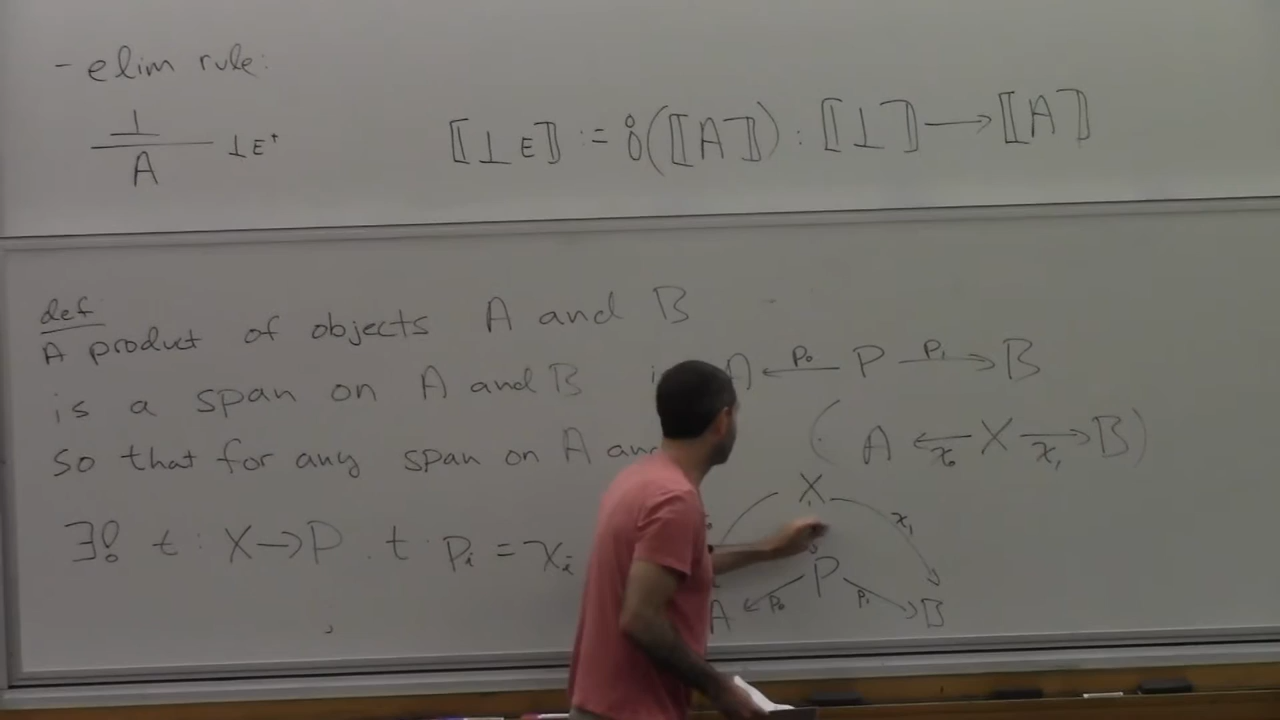 - elim rule:
⊥
A
⊥E⁺
⟦⊥E⟧ := ¡(⟦A⟧) : ⟦⊥⟧ → ⟦A⟧
def
A product of objects A and B
is a span on A and B A ←p₀ P p₁→ B
so that for any span on A and (A ←x₀ X x₁→ B)
∃! t : X → P . t · pᵢ = xᵢ
X
x₁
P
A p₀ p₁ B